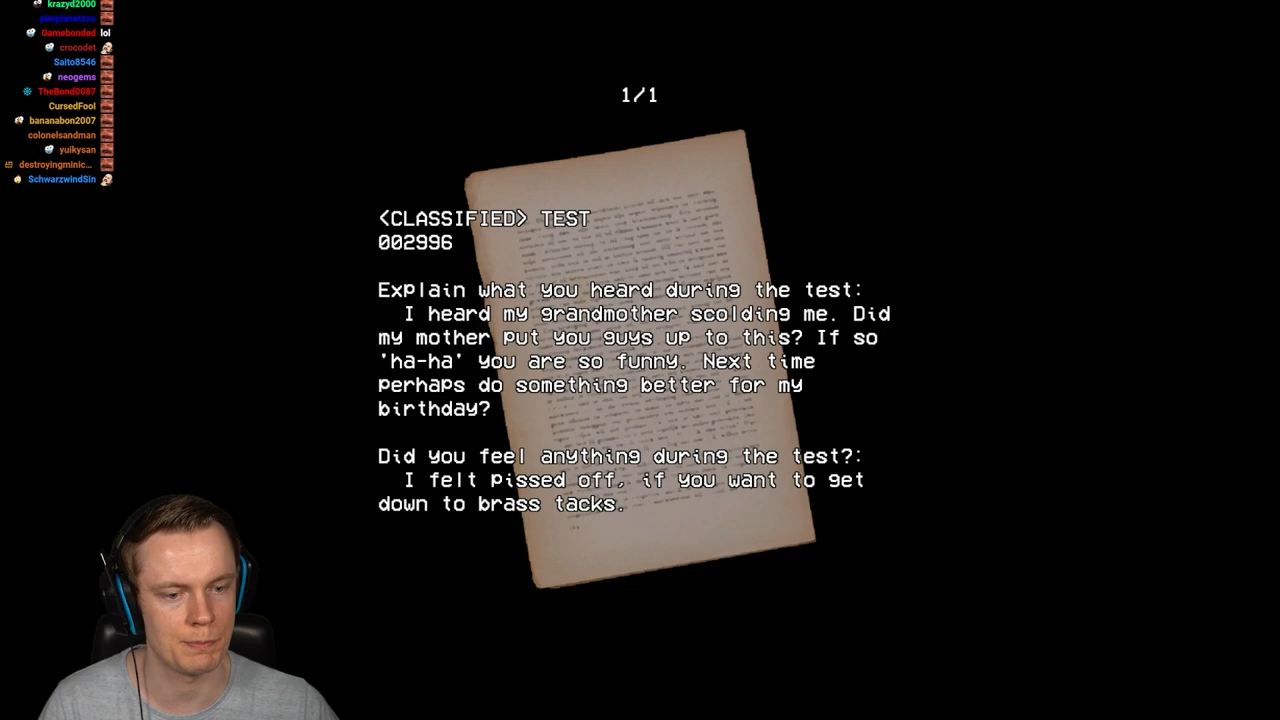 krazyd2000
pimplanetzoo
Gamebonded lol
crocodet
Saito8546
neogems
TheBond0087
CursedFool
bananabon2007
colonelsandman
yuikysan
destroyingminic...
SchwarzwindSin
1/1
<CLASSIFIED> TEST
002996
Explain what you heard during the test:
I heard my grandmother scolding me. Did
my mother put you guys up to this? If so
'ha-ha' you are so funny. Next time
perhaps do something better for my
birthday?
Did you feel anything during the test?:
I felt pissed off, if you want to get
down to brass tacks.